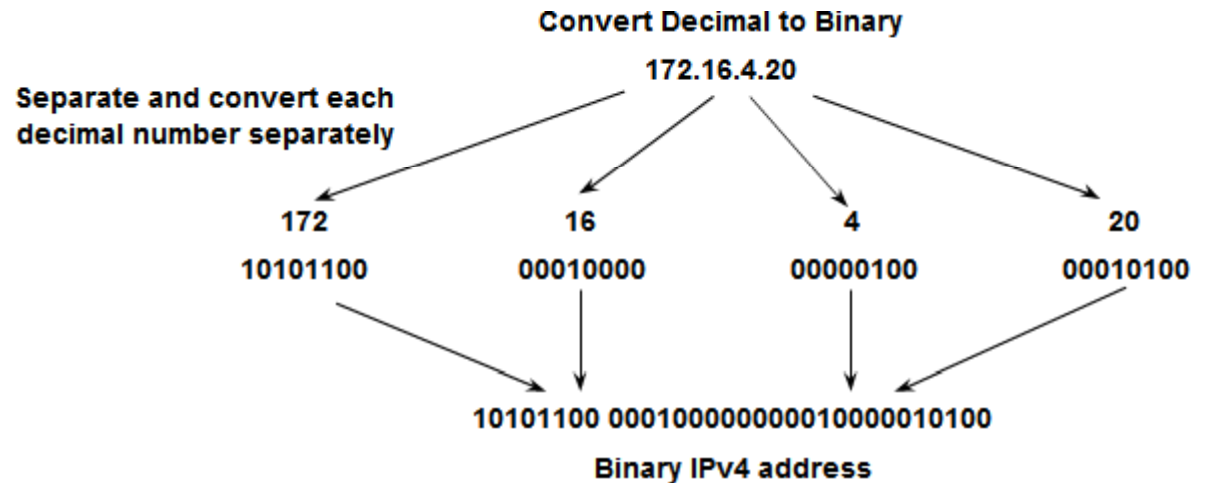 Convert Decimal to Binary
172.16.4.20
Separate and convert each
decimal number separately
172 16 4 20
10101100 00010000 00000100 00010100
10101100 000100000000010000010100
Binary IPv4 address